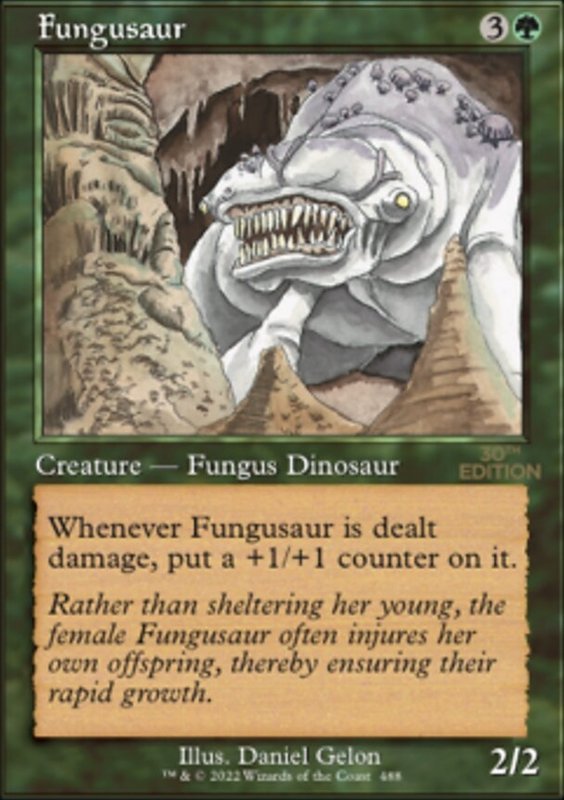 Fungusaur 3
Creature — Fungus Dinosaur
30TH
EDITION
Whenever Fungusaur is dealt
damage, put a +1/+1 counter on it.
Rather than sheltering her young, the
female Fungusaur often injures her
own offspring, thereby ensuring their
rapid growth.
Illus. Daniel Gelon
™ & © 2022 Wizards of the Coast 488
2/2